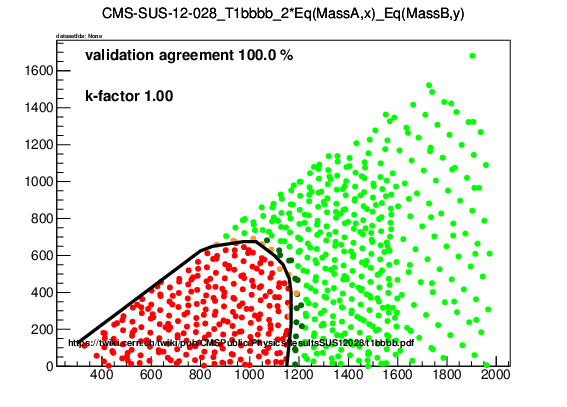 CMS-SUS-12-028_T1bbbb_2*Eq(MassA,x)_Eq(MassB,y)
datasetIds: None
validation agreement 100.0 %
k-factor 1.00
1600
1400
1200
1000
800
600
400
200
https://twiki.cern.ch/twiki/pub/CMSPublic/PhysicsResultsSUS12028/t1bbbb.pdf
0
400 600 800 1000 1200 1400 1600 1800 2000